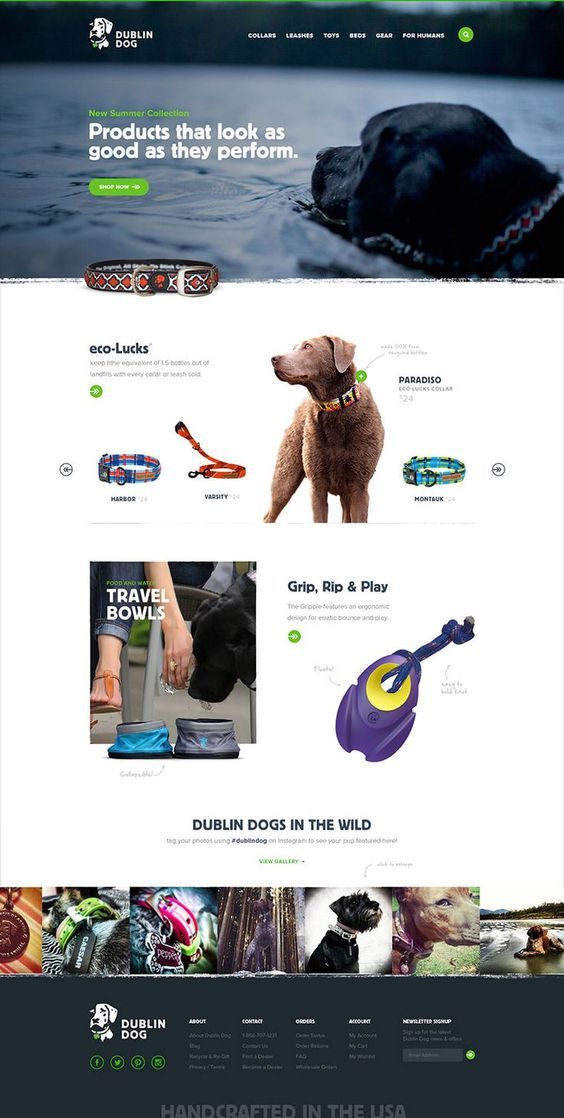 DUBLIN
DOG
COLLARS LEASHES TOYS BEDS GEAR FOR HUMANS
New Summer Collection
Products that look as
good as they perform.
SHOP NOW
The Original, All Style, No Stink
eco-Lucks
keep hthe equivalent of 1.5 bottles out of
landfills with every collar or leash sold.
made 100% from
recycled bottles
PARADISO
ECO-LUCKS COLLAR
$24
HARBOR $24
VARSITY $24
MONTAUK $24
FOOD AND WATER
TRAVEL
BOWLS
Collapsible!
Grip, Rip & Play
The Gripple features an ergonomic
design for erratic bounce and play.
Floats!
easy to
hold knot
DUBLIN DOGS IN THE WILD
tag your photos using #dublindog on Instagram to see your pup featured here!
VIEW GALLERY
click to enlarge
CAESAR
Pepper
DUBLIN
DOG
ABOUT
About Dublin Dog
Blog
Recycle & Re-Gift
Privacy / Terms
CONTACT
1-866-707-1231
Contact Us
Find a Dealer
Become a Dealer
ORDERS
Order Status
Order Returns
FAQ
Wholesale Orders
ACCOUNT
My Account
My Cart
My Wishlist
NEWSLETTER SIGNUP
Sign up for the latest
Dublin Dog news & offers
Email Address
HANDCRAFTED IN THE USA